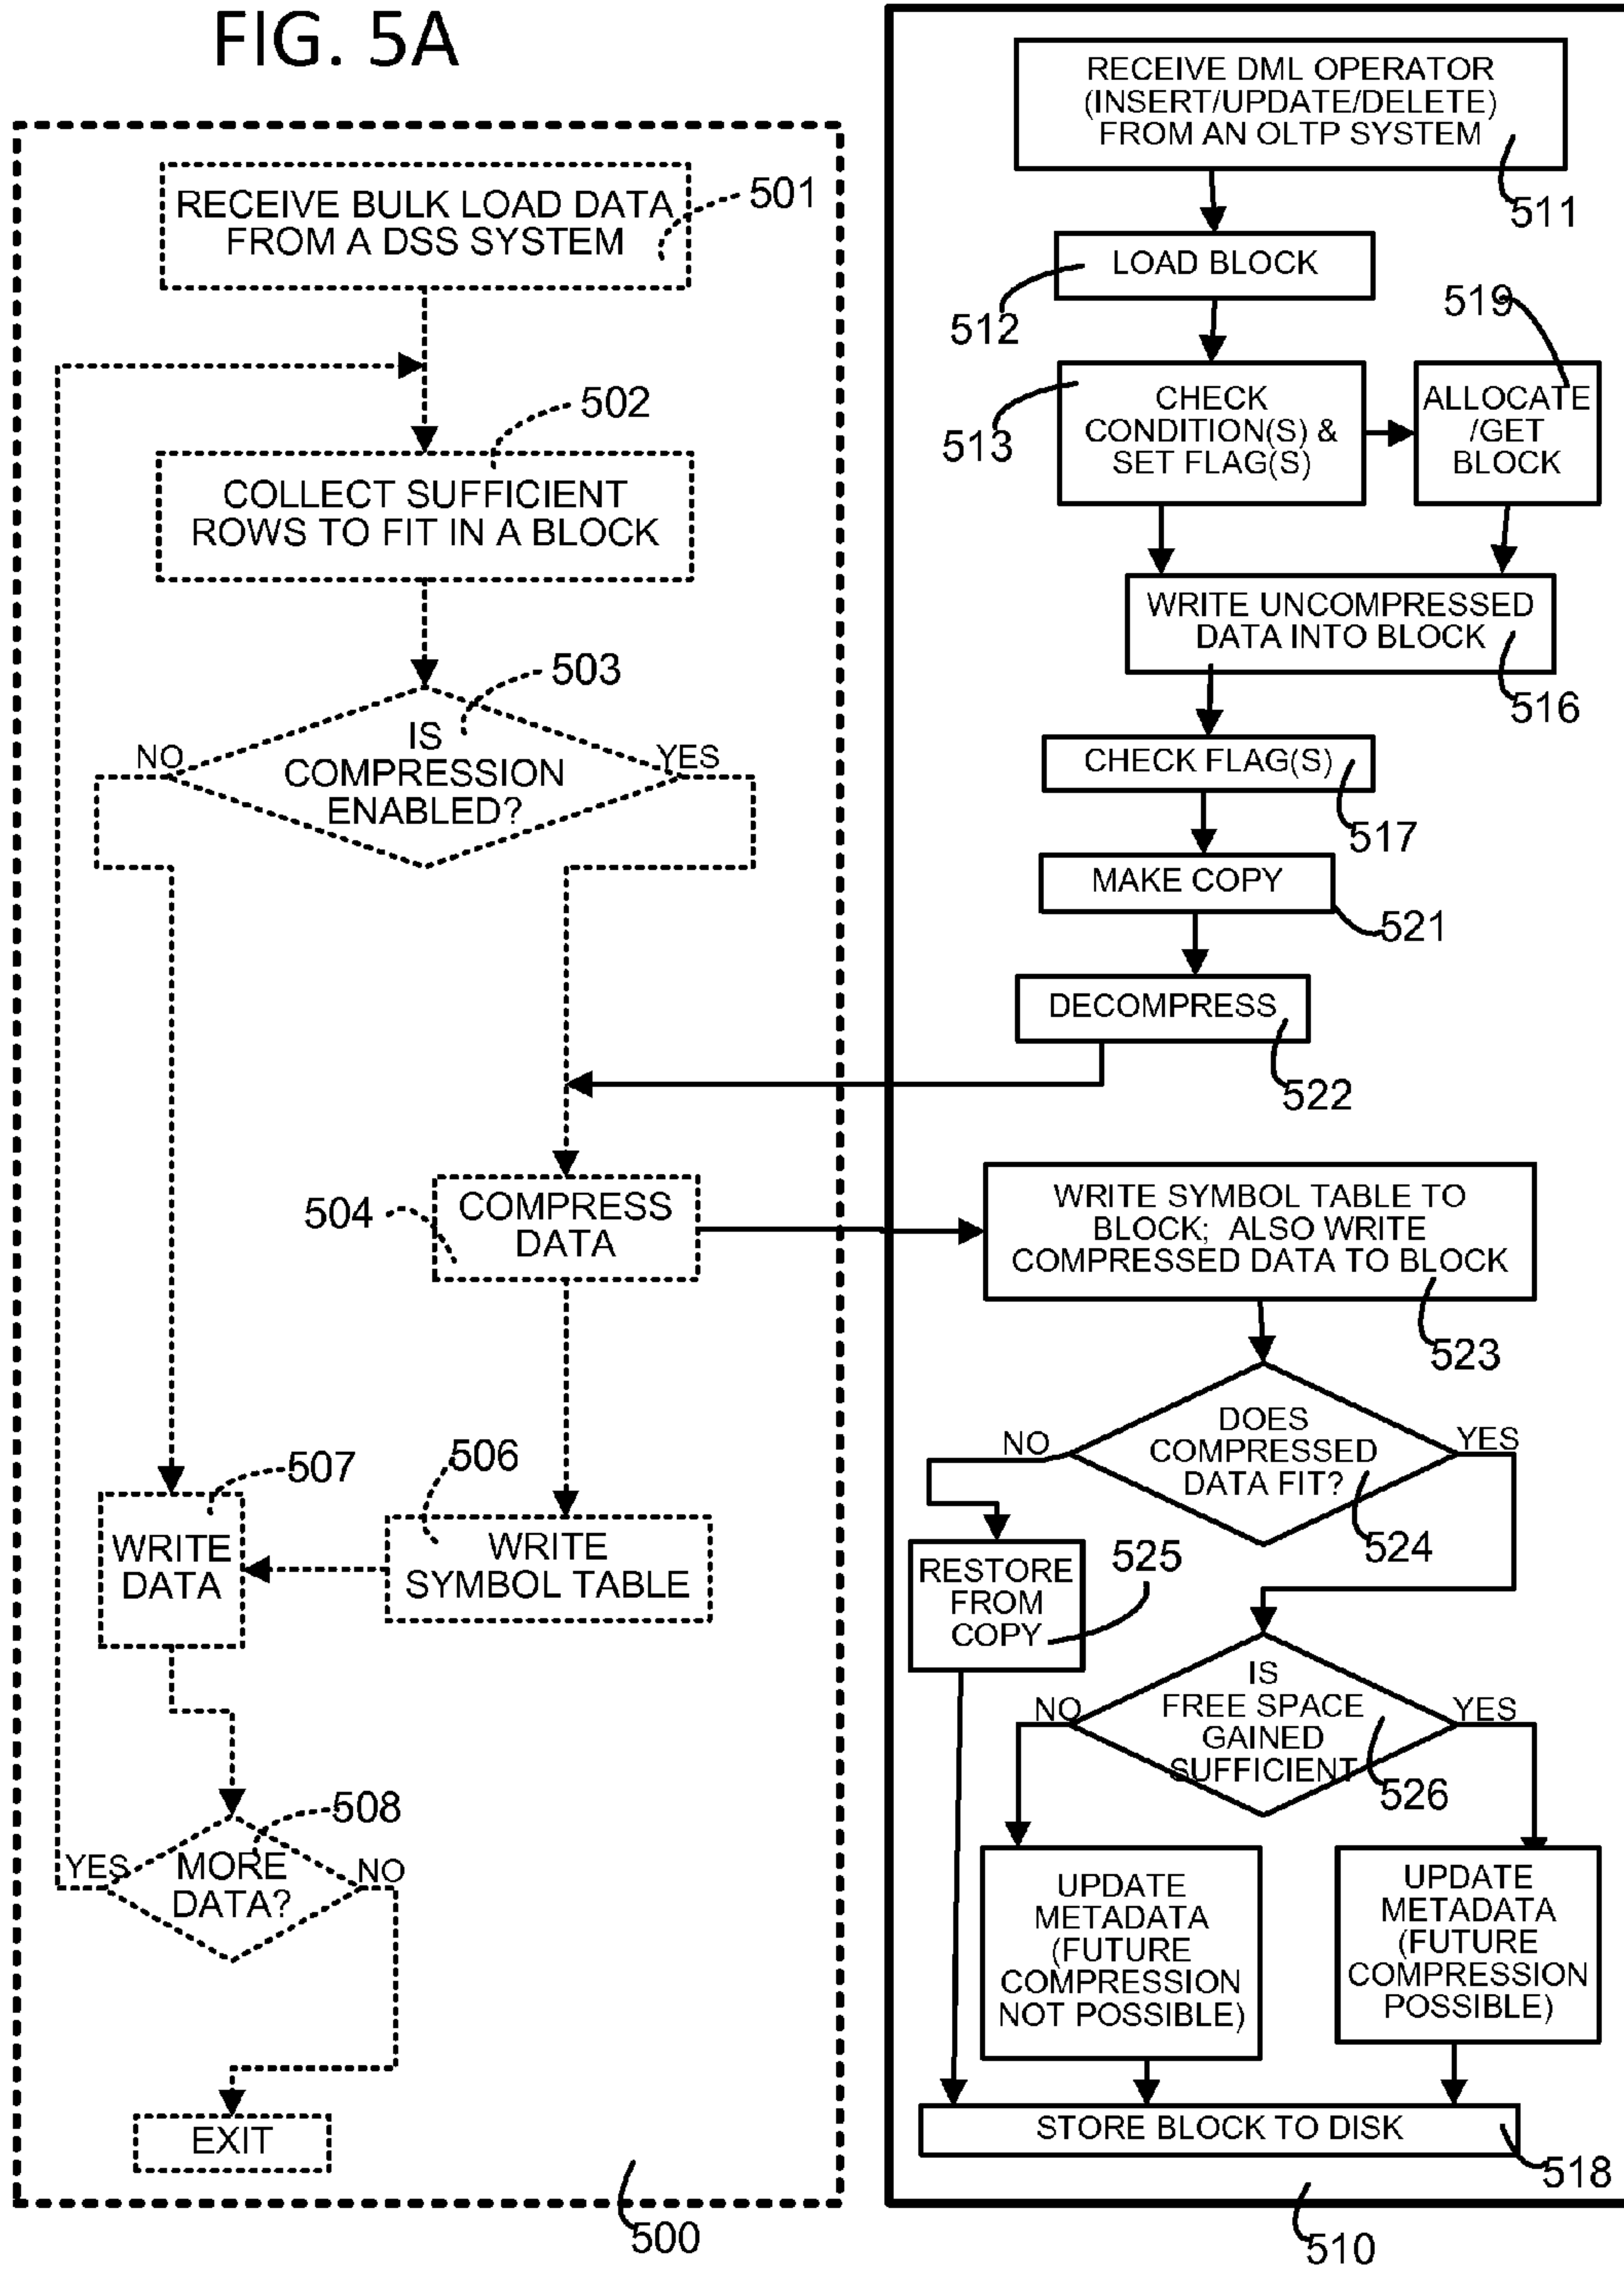 FIG. 5A
RECEIVE BULK LOAD DATA
FROM A DSS SYSTEM
501
502
COLLECT SUFFICIENT
ROWS TO FIT IN A BLOCK
503
IS
COMPRESSION
ENABLED?
NO
YES
504
COMPRESS
DATA
507
506
WRITE
DATA
WRITE
SYMBOL TABLE
508
MORE
DATA?
YES
NO
EXIT
500
RECEIVE DML OPERATOR
(INSERT/UPDATE/DELETE)
FROM AN OLTP SYSTEM
511
LOAD BLOCK
512
519
513
CHECK
CONDITION(S) &
SET FLAG(S)
ALLOCATE
/GET
BLOCK
WRITE UNCOMPRESSED
DATA INTO BLOCK
516
CHECK FLAG(S)
517
MAKE COPY
521
DECOMPRESS
522
WRITE SYMBOL TABLE TO
BLOCK; ALSO WRITE
COMPRESSED DATA TO BLOCK
523
DOES
COMPRESSED
DATA FIT?
NO
YES
524
RESTORE
FROM
COPY
525
IS
FREE SPACE
GAINED
SUFFICIENT
NO
YES
526
UPDATE
METADATA
(FUTURE
COMPRESSION
NOT POSSIBLE)
UPDATE
METADATA
(FUTURE
COMPRESSION
POSSIBLE)
STORE BLOCK TO DISK
518
510